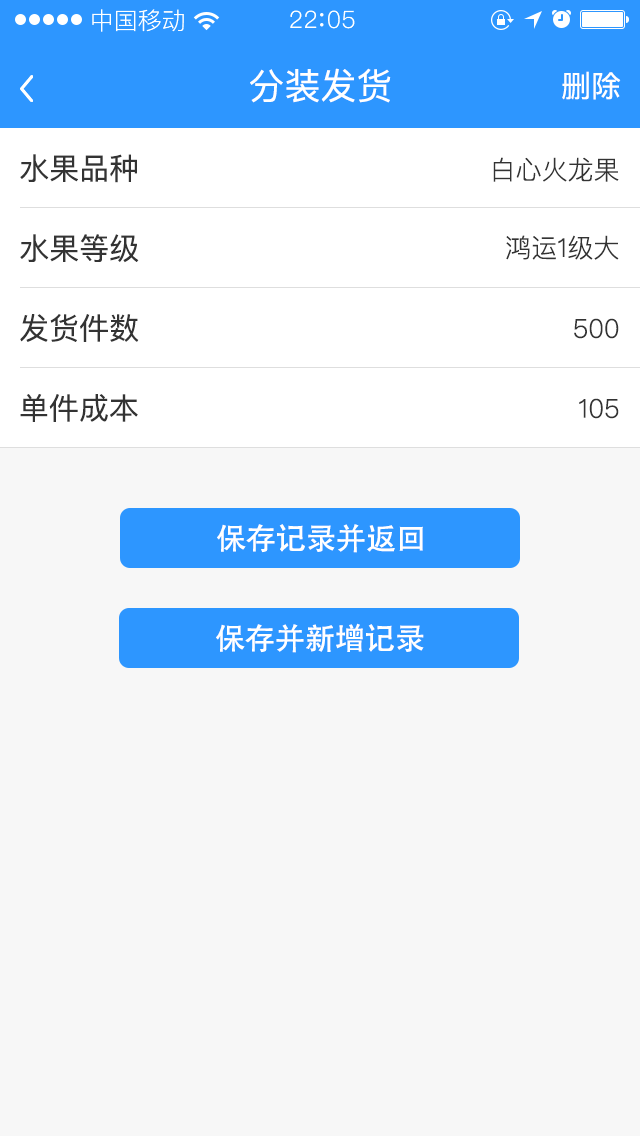 中国移动 22:05
分装发货 删除
水果品种 白心火龙果
水果等级 鸿运1级大
发货件数 500
单件成本 105
保存记录并返回
保存并新增记录